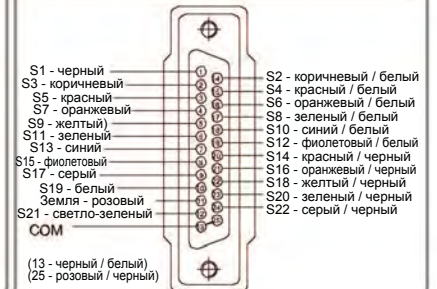 S1 - черный
S3 - коричневый
S5 - красный
S7 - оранжевый
S9 - желтый)
S11 - зеленый
S13 - синий
S15 - фиолетовый
S17 - серый
S19 - белый
Земля - розовый
S21 - светло-зеленый
COM
(13 - черный / белый)
(25 - розовый / черный)
S2 - коричневый / белый
S4 - красный / белый
S6 - оранжевый / белый
S8 - зеленый / белый
S10 - синий / белый
S12 - фиолетовый / белый
S14 - красный / черный
S16 - оранжевый / черный
S18 - желтый / черный
S20 - зеленый / черный
S22 - серый / черный